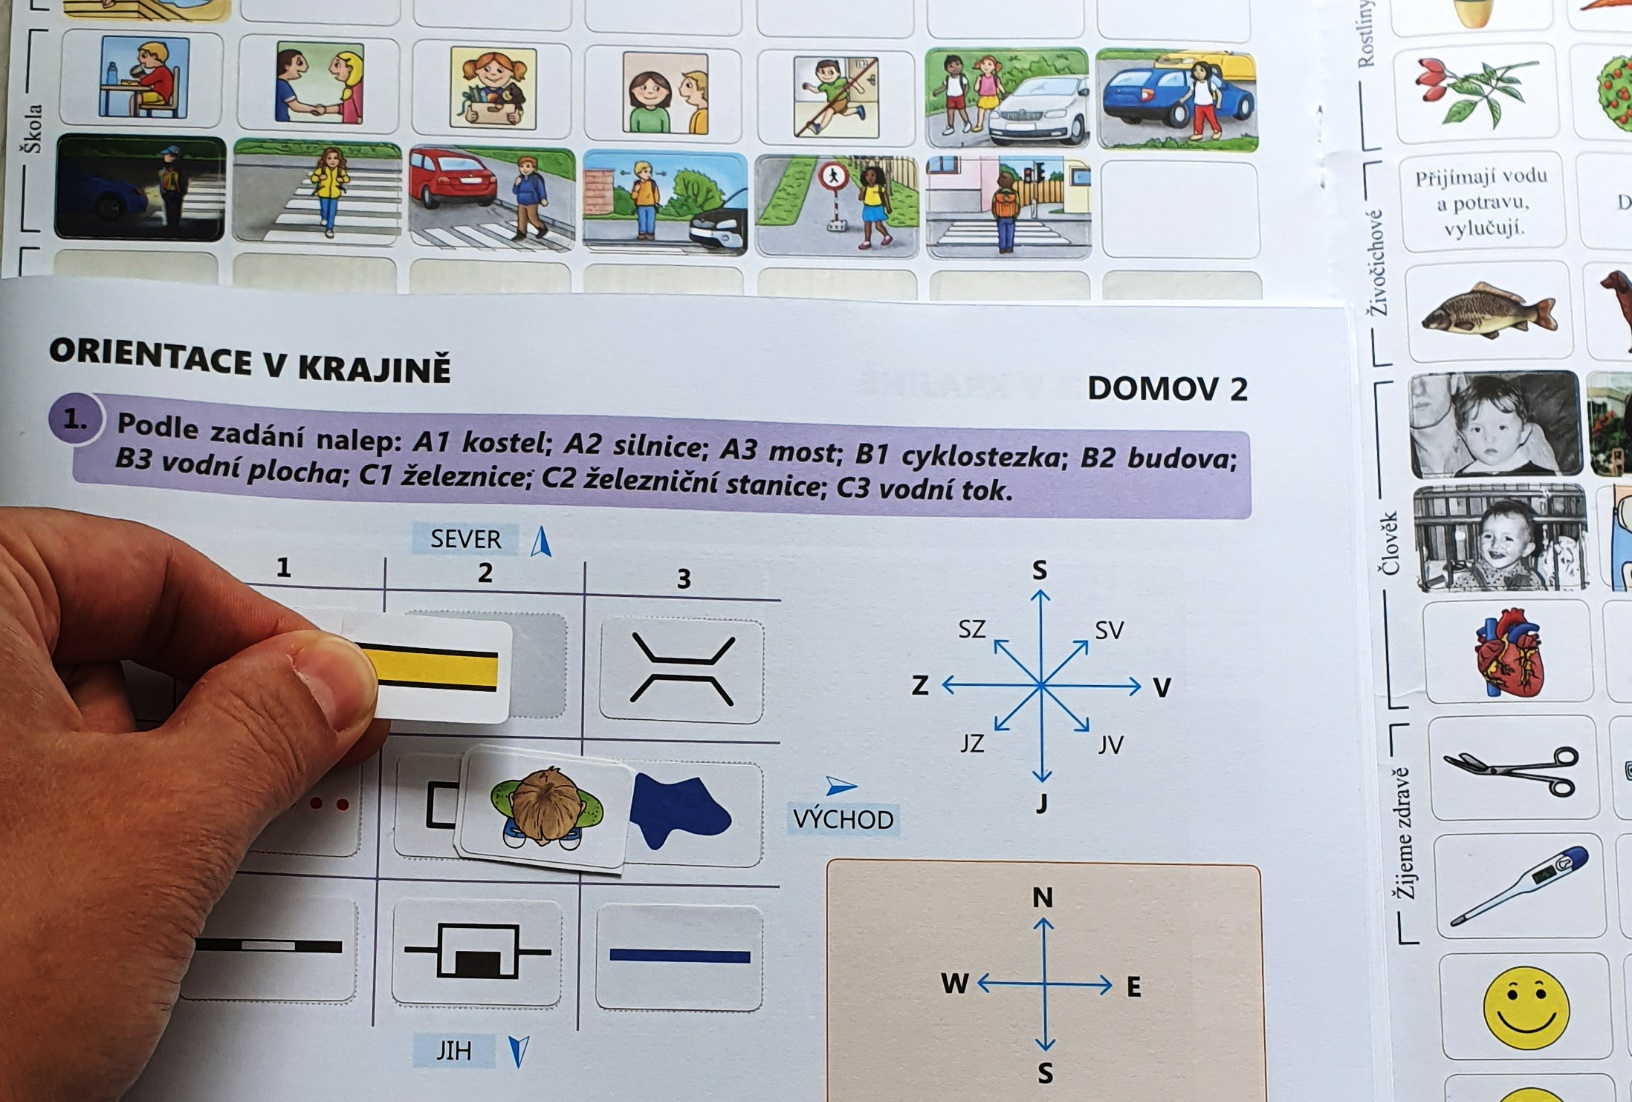 Škola
Rostliny
Přijímají vodu
a potravu,
vylučují.
D
Živočichové
Člověk
Žijeme zdravě
ORIENTACE V KRAJINĚ
DOMOV 2
1. Podle zadání nalep: A1 kostel; A2 silnice; A3 most; B1 cyklostezka; B2 budova;
B3 vodní plocha; C1 železnice; C2 železniční stanice; C3 vodní tok.
SEVER
1 2 3
VÝCHOD
JIH
S
SZ SV
Z V
JZ JV
J
N
W E
S